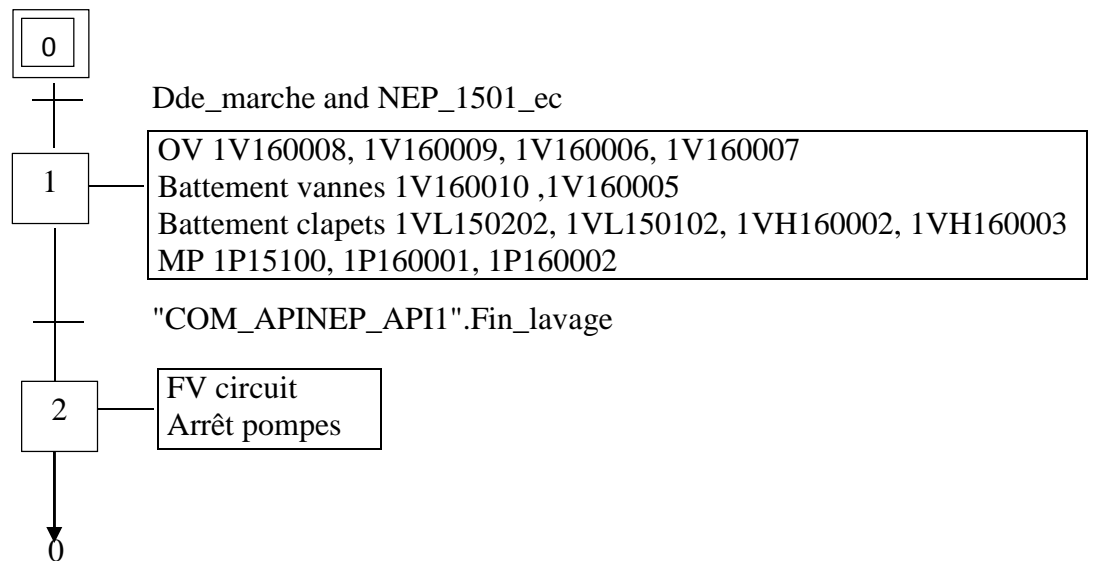 0
Dde_marche and NEP_1501_ec
OV 1V160008, 1V160009, 1V160006, 1V160007
1
Battement vannes 1V160010 ,1V160005
Battement clapets 1VL150202, 1VL150102, 1VH160002, 1VH160003
MP 1P15100, 1P160001, 1P160002
"COM_APINEP_API1".Fin_lavage
2
FV circuit
Arrêt pompes
0